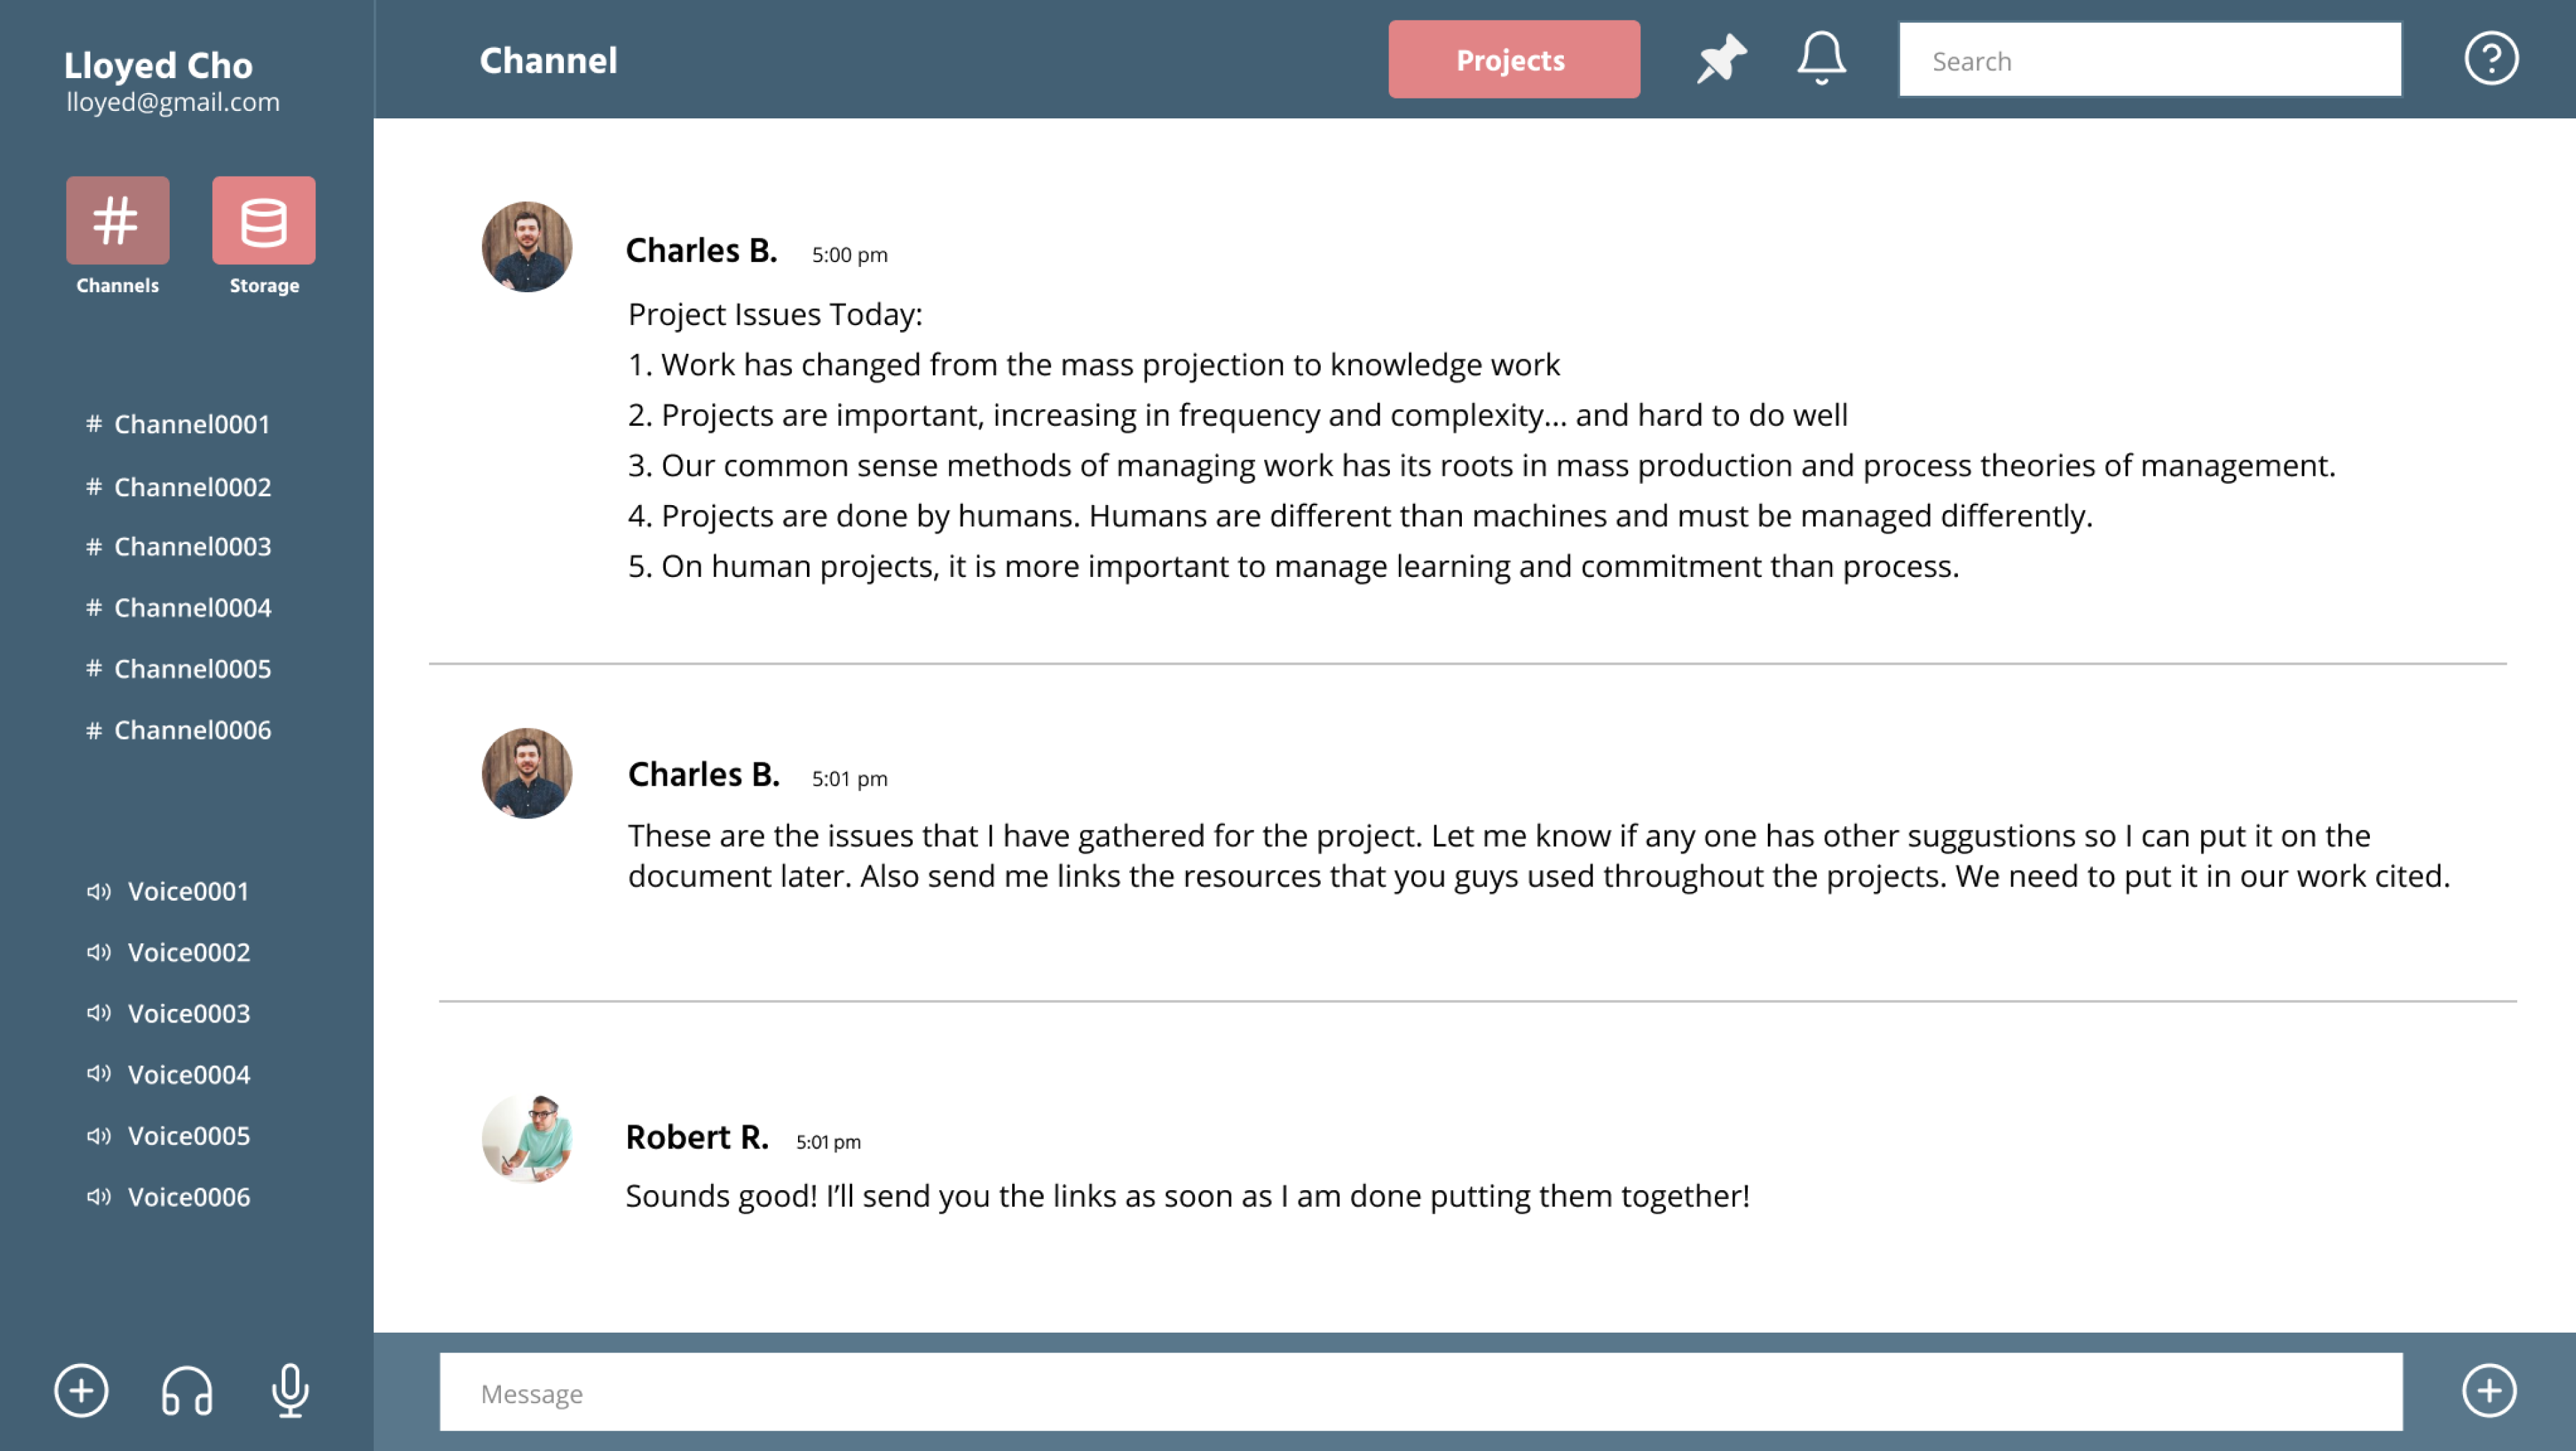 Lloyed Cho
lloyed@gmail.com
Channels
Storage
# Channel0001
# Channel0002
# Channel0003
# Channel0004
# Channel0005
# Channel0006
Voice0001
Voice0002
Voice0003
Voice0004
Voice0005
Voice0006
Channel
Projects
Search
Charles B.
5:00 pm
Project Issues Today:
1. Work has changed from the mass projection to knowledge work
2. Projects are important, increasing in frequency and complexity... and hard to do well
3. Our common sense methods of managing work has its roots in mass production and process theories of management.
4. Projects are done by humans. Humans are different than machines and must be managed differently.
5. On human projects, it is more important to manage learning and commitment than process.
Charles B.
5:01 pm
These are the issues that I have gathered for the project. Let me know if any one has other suggustions so I can put it on the
document later. Also send me links the resources that you guys used throughout the projects. We need to put it in our work cited.
Robert R.
5:01 pm
Sounds good! I’ll send you the links as soon as I am done putting them together!
Message